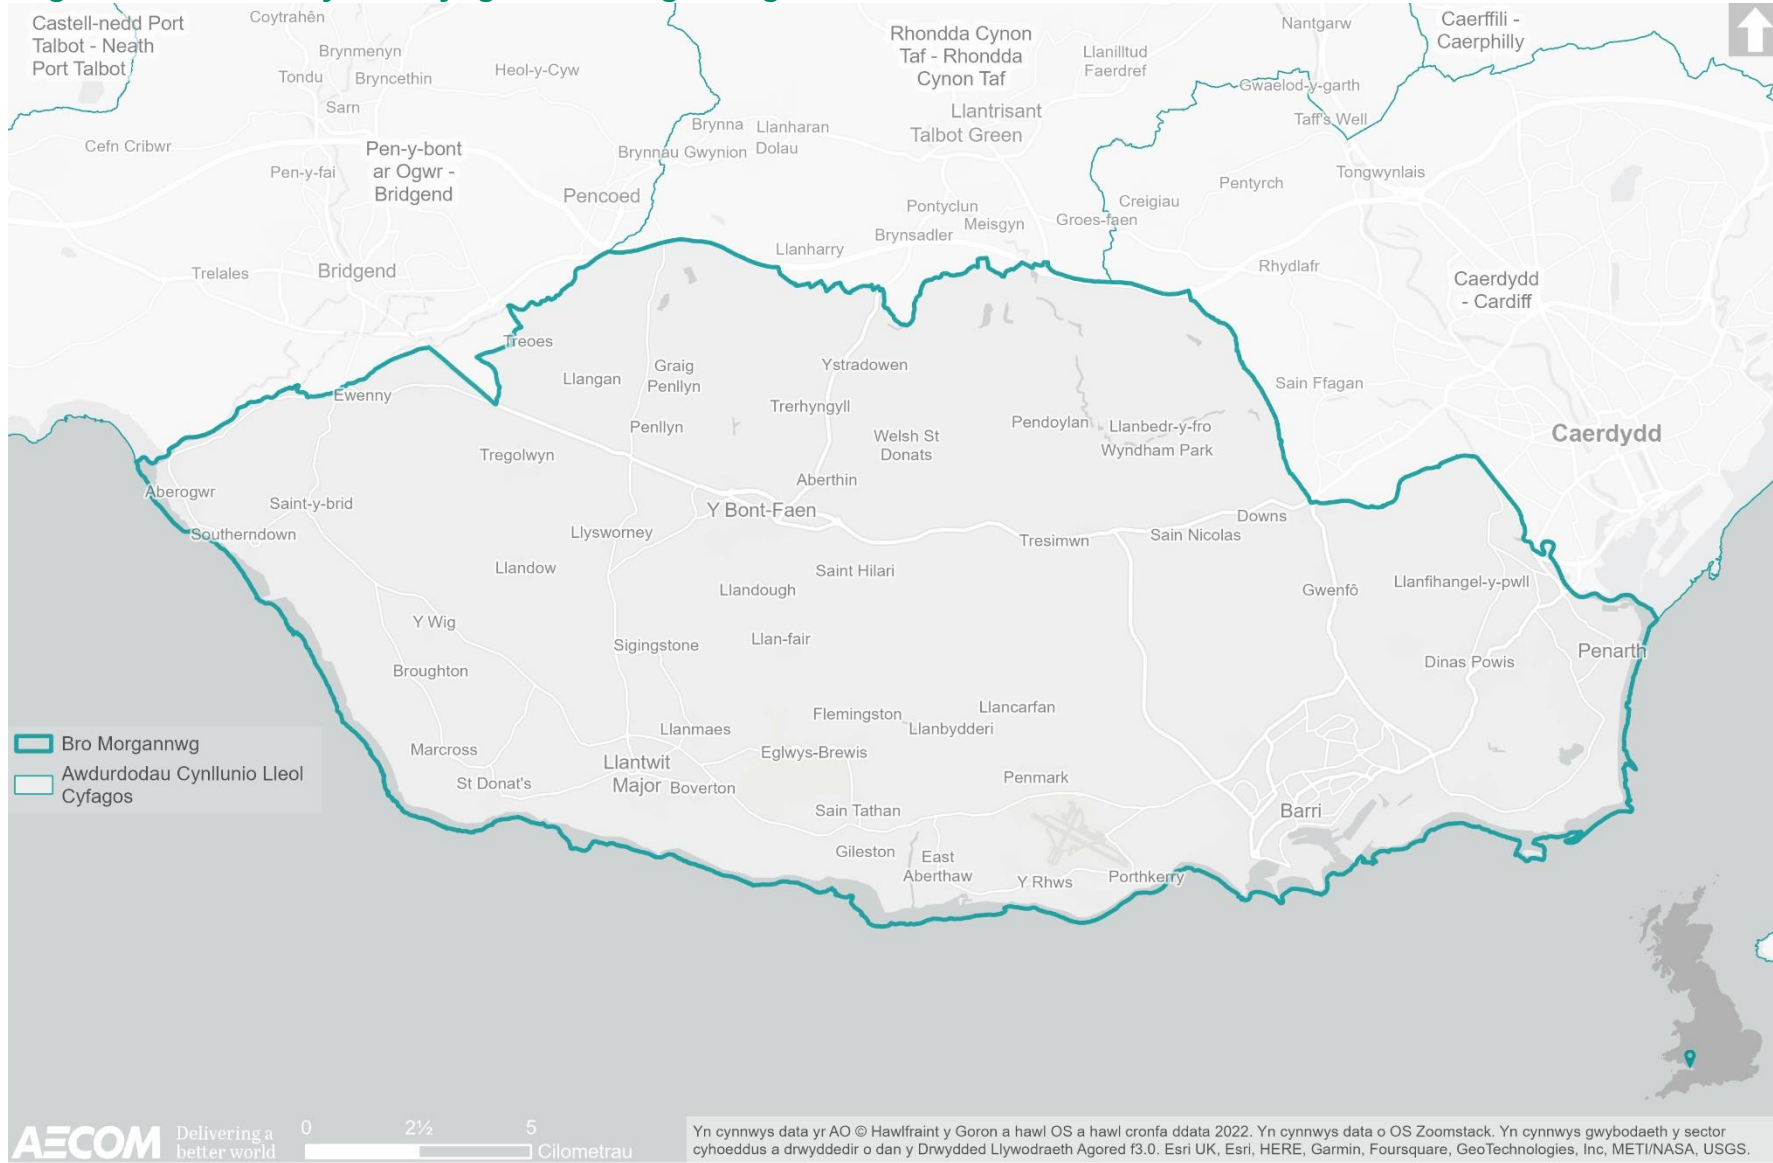 Castell-nedd Port
Talbot - Neath
Port Talbot
Coytrahên
Brynmenyn
Tondu
Bryncethin
Heol-y-Cyw
Sarn
Cefn Cribwr
Pen-y-fai
Pen-y-bont
ar Ogwr -
Bridgend
Pencoed
Trelales
Bridgend
Rhondda Cynon
Taf - Rhondda
Cynon Taf
Llanilltud
Faerdref
Nantgarw
Caerffili -
Caerphilly
Gwaelod-y-garth
Taff's Well
Llantrisant
Talbot Green
Brynna
Llanharan
Brynnau Gwynion
Dolau
Tongwynlais
Pentyrch
Creigiau
Pontyclun
Meisgyn
Groes-faen
Brynsadler
Llanharry
Rhydlafr
Caerdydd
- Cardiff
Treoes
Llangan
Graig
Penllyn
Ystradowen
Sain Ffagan
Ewenny
Trerhyngyll
Penllyn
Pendoylan
Llanbedr-y-fro
Wyndham Park
Caerdydd
Welsh St
Donats
Tregolwyn
Aberthin
Aberogwr
Saint-y-brid
Y Bont-Faen
Southerndown
Llysworney
Downs
Tresimwn
Sain Nicolas
Llandow
Saint Hilari
Llandough
Gwenfô
Llanfihangel-y-pwll
Y Wig
Sigingstone
Llan-fair
Penarth
Dinas Powis
Broughton
Llancarfan
Flemingston
Llanbydderi
Llanmaes
Marcross
Eglwys-Brewis
Llantwit
Major
Boverton
St Donat's
Penmark
Sain Tathan
Barri
Gileston
East
Aberthaw
Y Rhws
Porthkerry
Bro Morgannwg
Awdurdodau Cynllunio Lleol
Cyfagos
AECOM
Delivering a
better world
0 2½ 5
Cilometrau
Yn cynnwys data yr AO © Hawlfraint y Goron a hawl OS a hawl cronfa ddata 2022. Yn cynnwys data o OS Zoomstack. Yn cynnwys gwybodaeth y sector
cyhoeddus a drwyddedir o dan y Drwydded Llywodraeth Agored f3.0. Esri UK, Esri, HERE, Garmin, Foursquare, GeoTechnologies, Inc, METI/NASA, USGS.